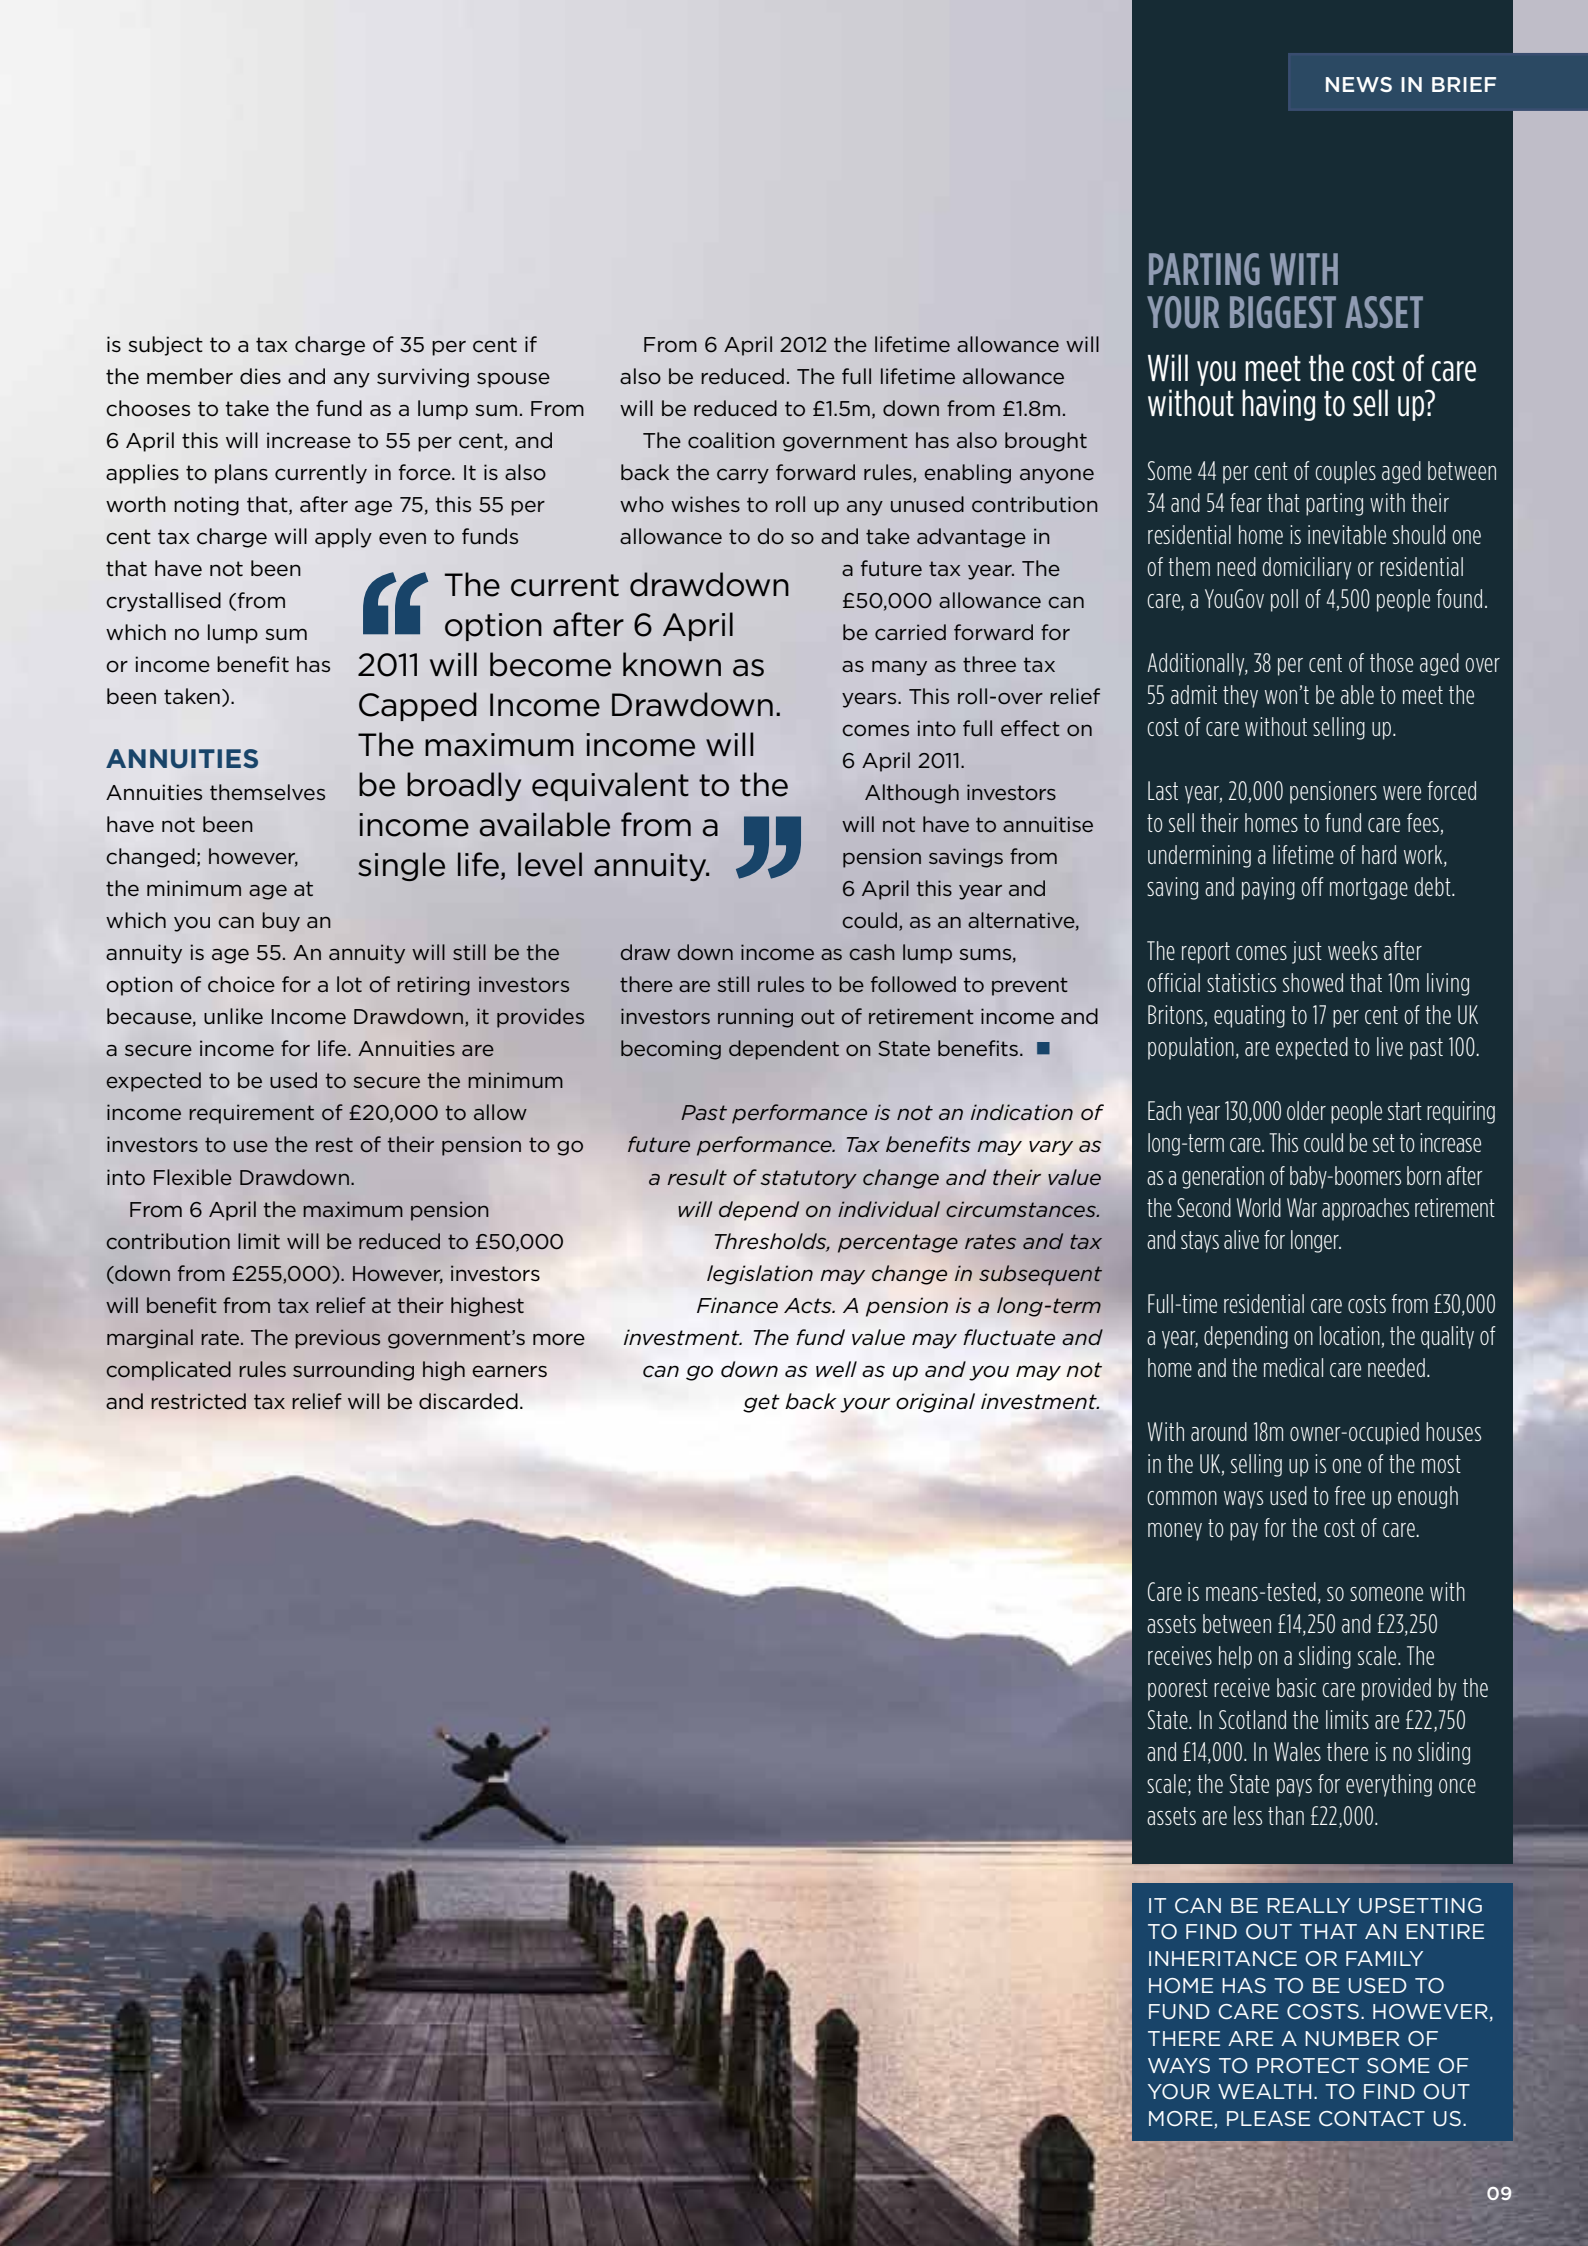 NEWS IN BRIEF
is subject to a tax charge of 35 per cent if
the member dies and any surviving spouse
chooses to take the fund as a lump sum. From
6 April this will increase to 55 per cent, and
applies to plans currently in force. It is also
worth noting that, after age 75, this 55 per
cent tax charge will apply even to funds
that have not been
crystallised (from
which no lump sum
or income benefit has
been taken).
ANNUITIES
Annuities themselves
have not been
changed; however,
the minimum age at
which you can buy an
annuity is age 55. An annuity will still be the
option of choice for a lot of retiring investors
because, unlike Income Drawdown, it provides
a secure income for life. Annuities are
expected to be used to secure the minimum
income requirement of £20,000 to allow
investors to use the rest of their pension to go
into Flexible Drawdown.
From 6 April the maximum pension
contribution limit will be reduced to £50,000
(down from £255,000). However, investors
will benefit from tax relief at their highest
marginal rate. The previous government’s more
complicated rules surrounding high earners
and restricted tax relief will be discarded.
“The current drawdown
option after 6 April
2011 will become known as
Capped Income Drawdown.
The maximum income will
be broadly equivalent to the
income available from a
single life, level annuity.”
From 6 April 2012 the lifetime allowance will
also be reduced. The full lifetime allowance
will be reduced to £1.5m, down from £1.8m.
The coalition government has also brought
back the carry forward rules, enabling anyone
who wishes to roll up any unused contribution
allowance to do so and take advantage in
a future tax year. The
£50,000 allowance can
be carried forward for
as many as three tax
years. This roll-over relief
comes into full effect on
6 April 2011.
Although investors
will not have to annuitise
pension savings from
6 April this year and
could, as an alternative,
draw down income as cash lump sums,
there are still rules to be followed to prevent
investors running out of retirement income and
becoming dependent on State benefits. ■
Past performance is not an indication of
future performance. Tax benefits may vary as
a result of statutory change and their value
will depend on individual circumstances.
Thresholds, percentage rates and tax
legislation may change in subsequent
Finance Acts. A pension is a long-term
investment. The fund value may fluctuate and
can go down as well as up and you may not
get back your original investment.
PARTING WITH
YOUR BIGGEST ASSET
Will you meet the cost of care
without having to sell up?
Some 44 per cent of couples aged between
34 and 54 fear that parting with their
residential home is inevitable should one
of them need domiciliary or residential
care, a YouGov poll of 4,500 people found.
Additionally, 38 per cent of those aged over
55 admit they won’t be able to meet the
cost of care without selling up.
Last year, 20,000 pensioners were forced
to sell their homes to fund care fees,
undermining a lifetime of hard work,
saving and paying off mortgage debt.
The report comes just weeks after
official statistics showed that 10m living
Britons, equating to 17 per cent of the UK
population, are expected to live past 100.
Each year 130,000 older people start requiring
long-term care. This could be set to increase
as a generation of baby-boomers born after
the Second World War approaches retirement
and stays alive for longer.
Full-time residential care costs from £30,000
a year, depending on location, the quality of
home and the medical care needed.
With around 18m owner-occupied houses
in the UK, selling up is one of the most
common ways used to free up enough
money to pay for the cost of care.
Care is means-tested, so someone with
assets between £14,250 and £23,250
receives help on a sliding scale. The
poorest receive basic care provided by the
State. In Scotland the limits are £22,750
and £14,000. In Wales there is no sliding
scale; the State pays for everything once
assets are less than £22,000.
IT CAN BE REALLY UPSETTING
TO FIND OUT THAT AN ENTIRE
INHERITANCE OR FAMILY
HOME HAS TO BE USED TO
FUND CARE COSTS. HOWEVER,
THERE ARE A NUMBER OF
WAYS TO PROTECT SOME OF
YOUR WEALTH. TO FIND OUT
MORE, PLEASE CONTACT US.
09